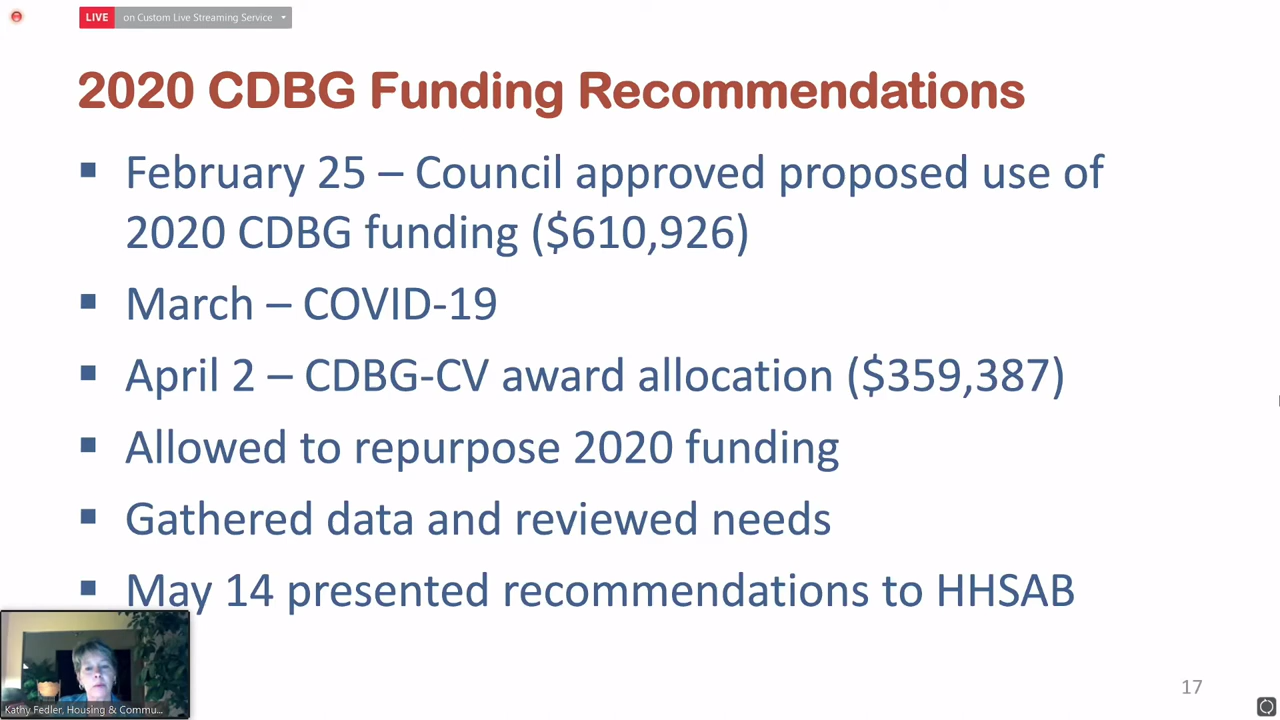 LIVE on Custom Live Streaming Service
2020 CDBG Funding Recommendations
▪ February 25 – Council approved proposed use of
2020 CDBG funding ($610,926)
▪ March – COVID-19
▪ April 2 – CDBG-CV award allocation ($359,387)
▪ Allowed to repurpose 2020 funding
▪ Gathered data and reviewed needs
▪ May 14 presented recommendations to HHSAB
Kathy Fedler, Housing & Commu...
17